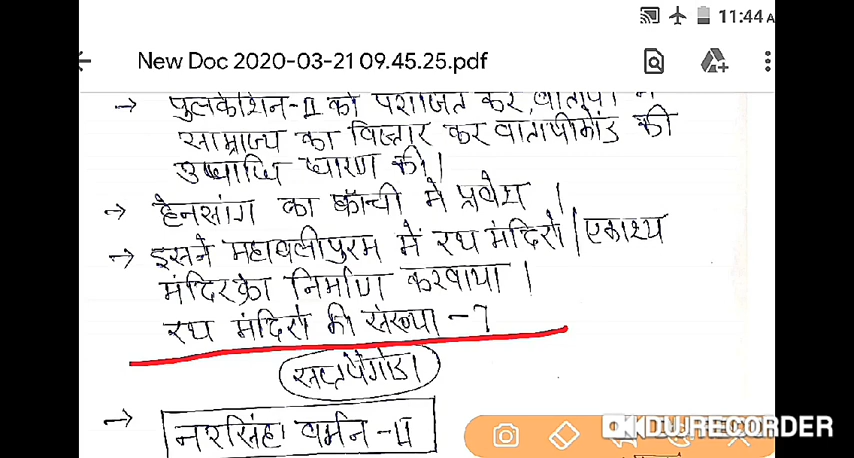 11:44 A
New Doc 2020-03-21 09.45.25.pdf
→ पुलकेशिन-II को पराजित कर, वातापी
साम्राज्य का विस्तार कर वातापीकोंड की
उपाधि धारण की।
→ हेनसांग का काँची में प्रवेश ।
→ इसने महाबलीपुरम में रथ मंदिरों/एकाश्म
मंदिर को निर्माण करवाया ।
रथ मंदिरों की संख्या - 7
सप्तपैगोडा
→ नरसिंहा वर्मन-II
DU RECORDER